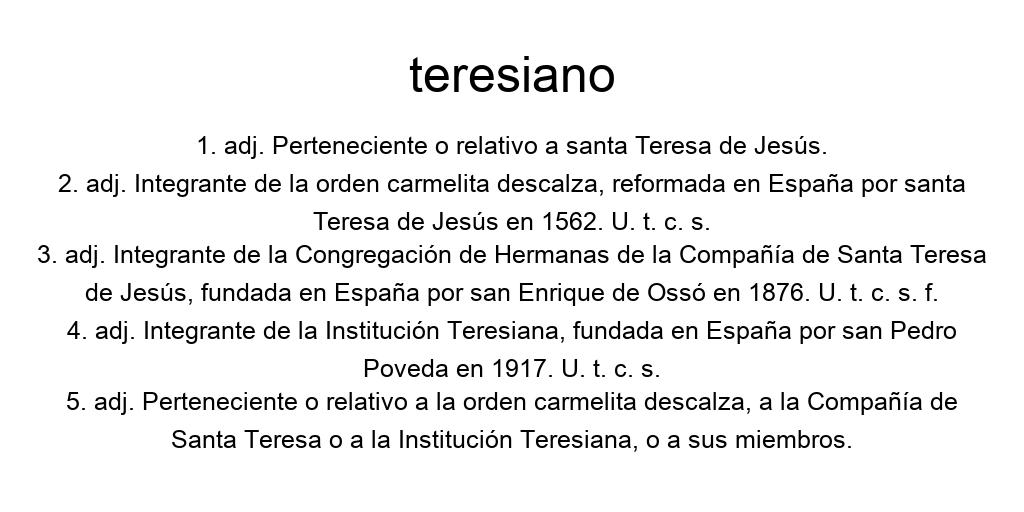 teresiano
1. adj. Perteneciente o relativo a santa Teresa de Jesús.
2. adj. Integrante de la orden carmelita descalza, reformada en España por santa
Teresa de Jesús en 1562. U. t. c. s.
3. adj. Integrante de la Congregación de Hermanas de la Compañía de Santa Teresa
de Jesús, fundada en España por san Enrique de Ossó en 1876. U. t. c. s. f.
4. adj. Integrante de la Institución Teresiana, fundada en España por san Pedro
Poveda en 1917. U. t. c. s.
5. adj. Perteneciente o relativo a la orden carmelita descalza, a la Compañía de
Santa Teresa o a la Institución Teresiana, o a sus miembros.